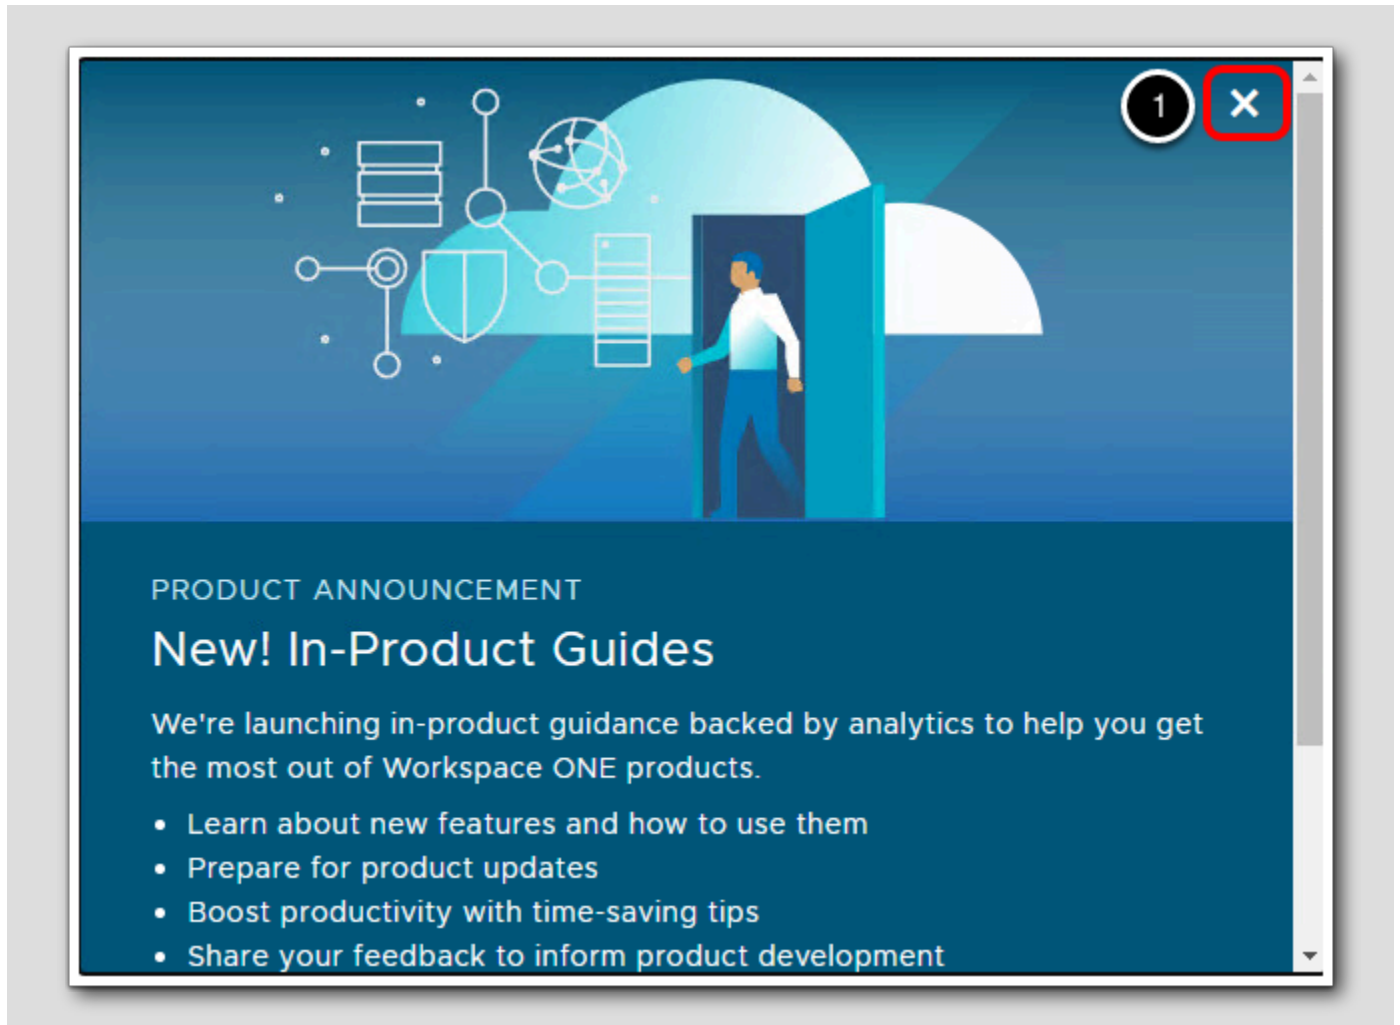 1
PRODUCT ANNOUNCEMENT
New! In-Product Guides
We're launching in-product guidance backed by analytics to help you get
the most out of Workspace ONE products.
• Learn about new features and how to use them
• Prepare for product updates
• Boost productivity with time-saving tips
• Share your feedback to inform product development